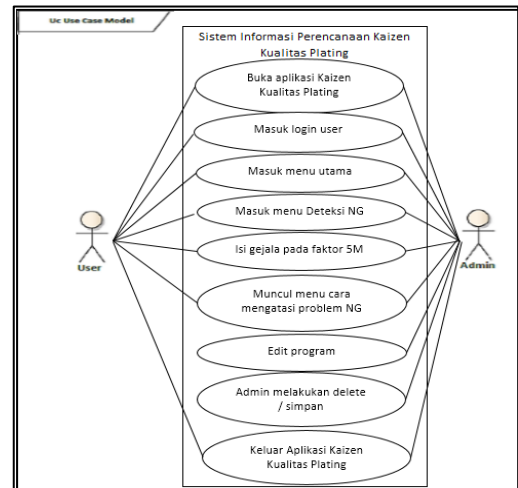 Uc Use Case Model
Sistem Informasi Perencanaan Kaizen
Kualitas Plating
Buka aplikasi Kaizen
Kualitas Plating
Masuk login user
Masuk menu utama
Masuk menu Deteksi NG
Isi gejala pada faktor 5M
Muncul menu cara
mengatasi problem NG
Edit program
Admin melakukan delete
/ simpan
Keluar Aplikasi Kaizen
Kualitas Plating
User
Admin